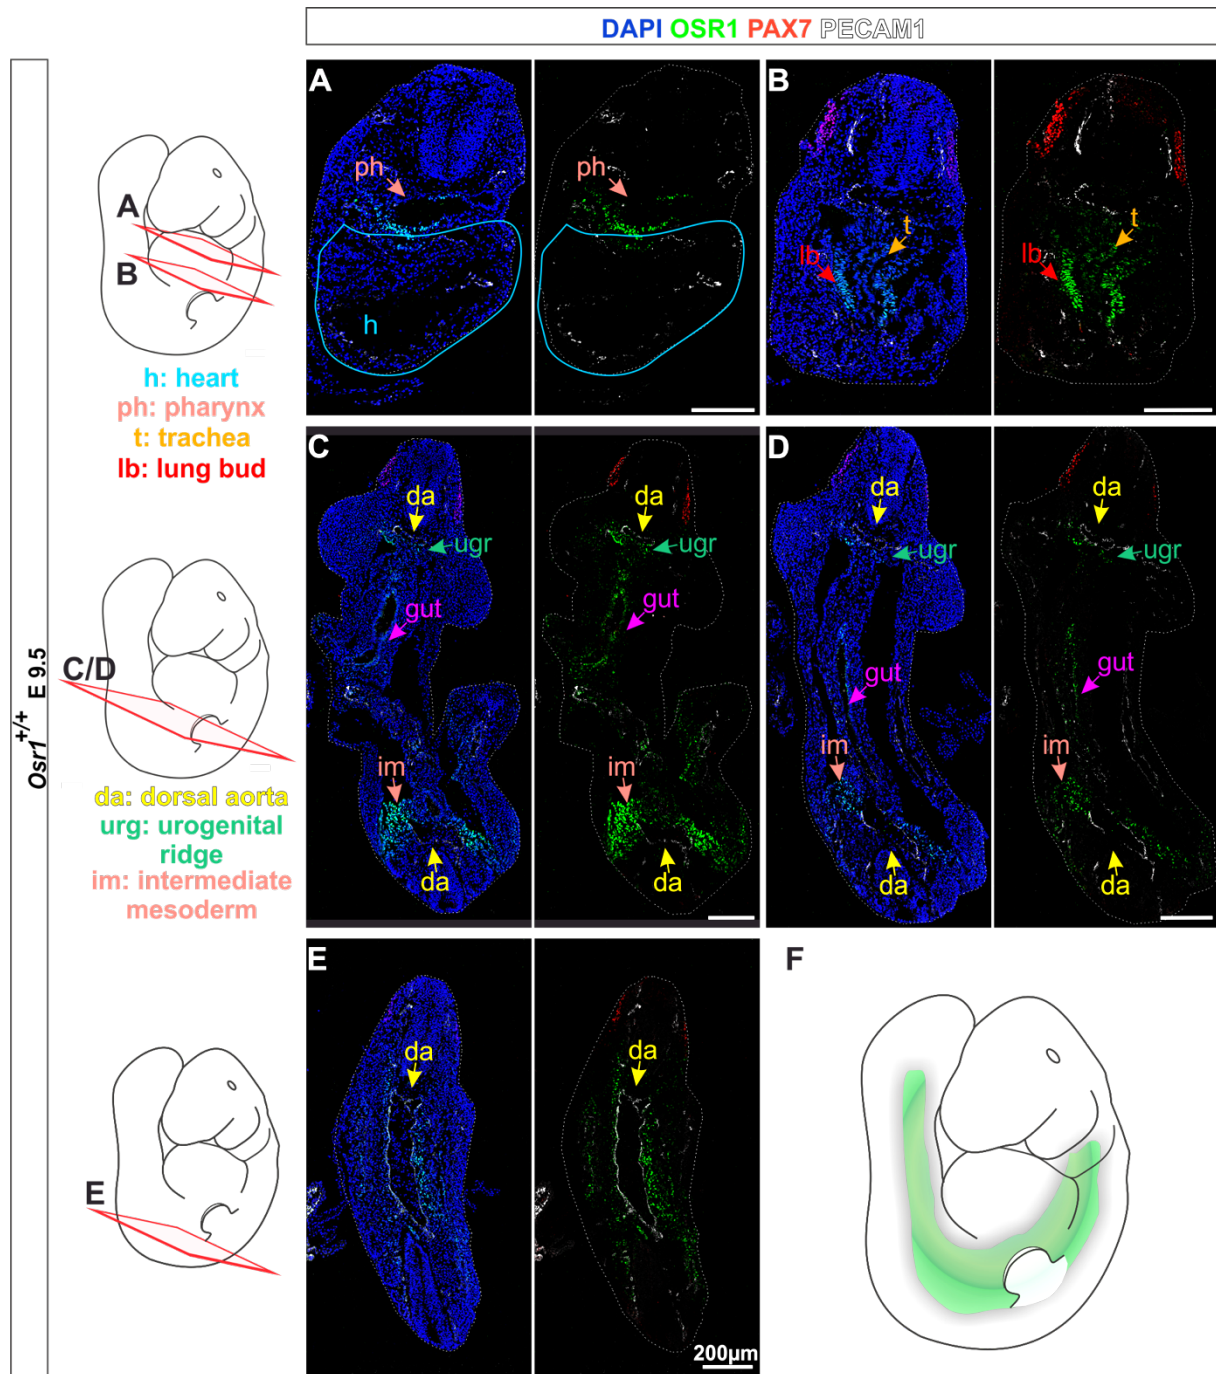 DAPI OSR1 PAX7 PECAM1
Osr1+/+ E 9.5
A
B
h: heart
ph: pharynx
t: trachea
lb: lung bud
A
ph
h
ph
B
t
lb
t
lb
C/D
da: dorsal aorta
urg: urogenital
ridge
im: intermediate
mesoderm
C
da
ugr
gut
im
da
da
ugr
gut
im
da
D
da
ugr
gut
im
da
da
ugr
gut
im
da
E
E
da
da
200µm
F